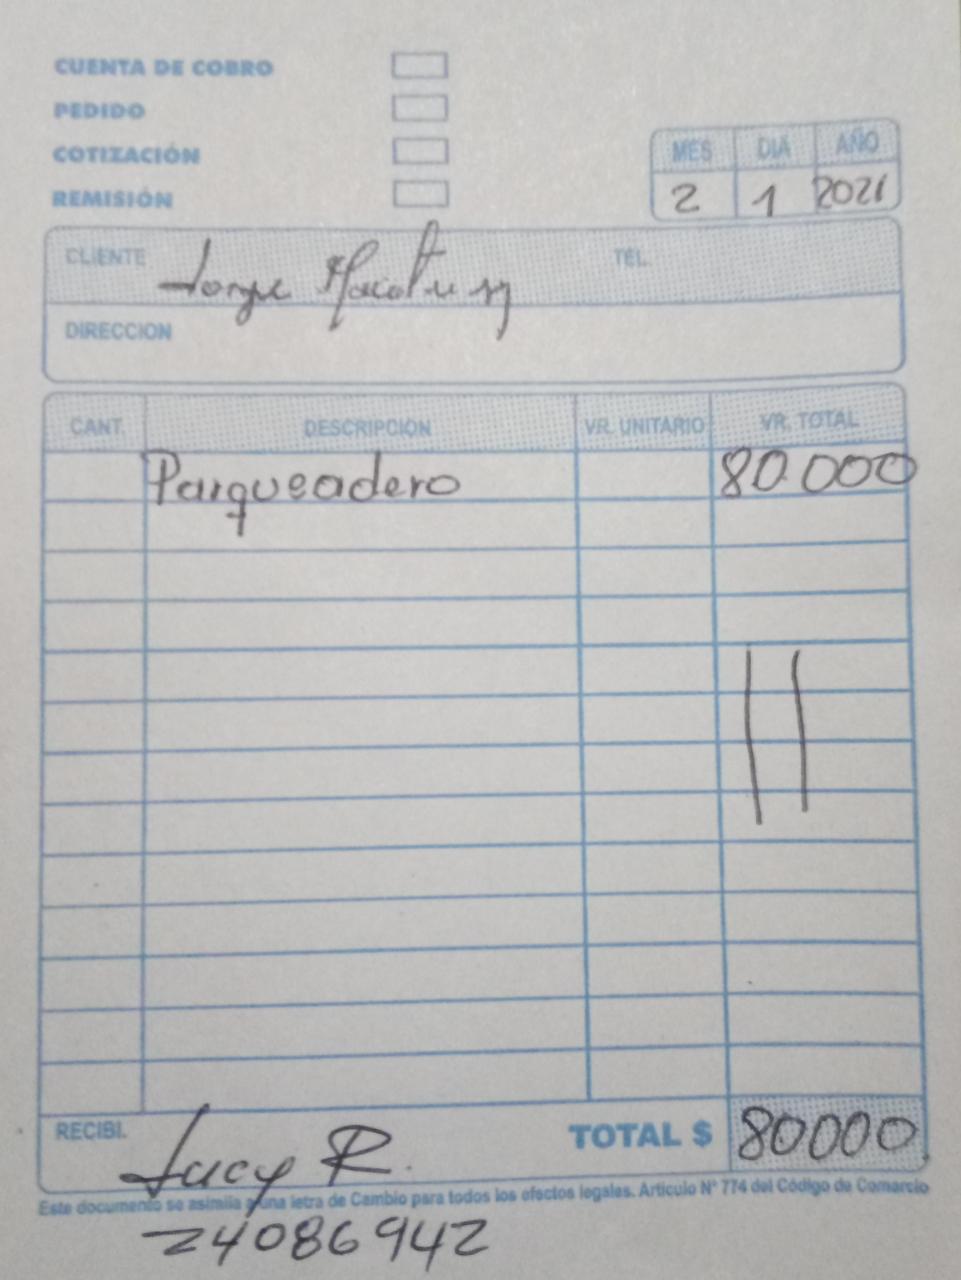 CUENTA DE COBRO
PEDIDO
COTIZACIÓN
REMISIÓN
MES DIA AÑO
2 1 2021
CLIENTE Jorge TEL.
DIRECCION
CANT. DESCRIPCION VR. UNITARIO VR. TOTAL
Parqueadero 80.000
RECIBI. Lucy R. TOTAL $ 80000
Este documento se asimila a una letra de Cambio para todos los efectos legales. Articulo N° 774 del Código de Comercio
24086942